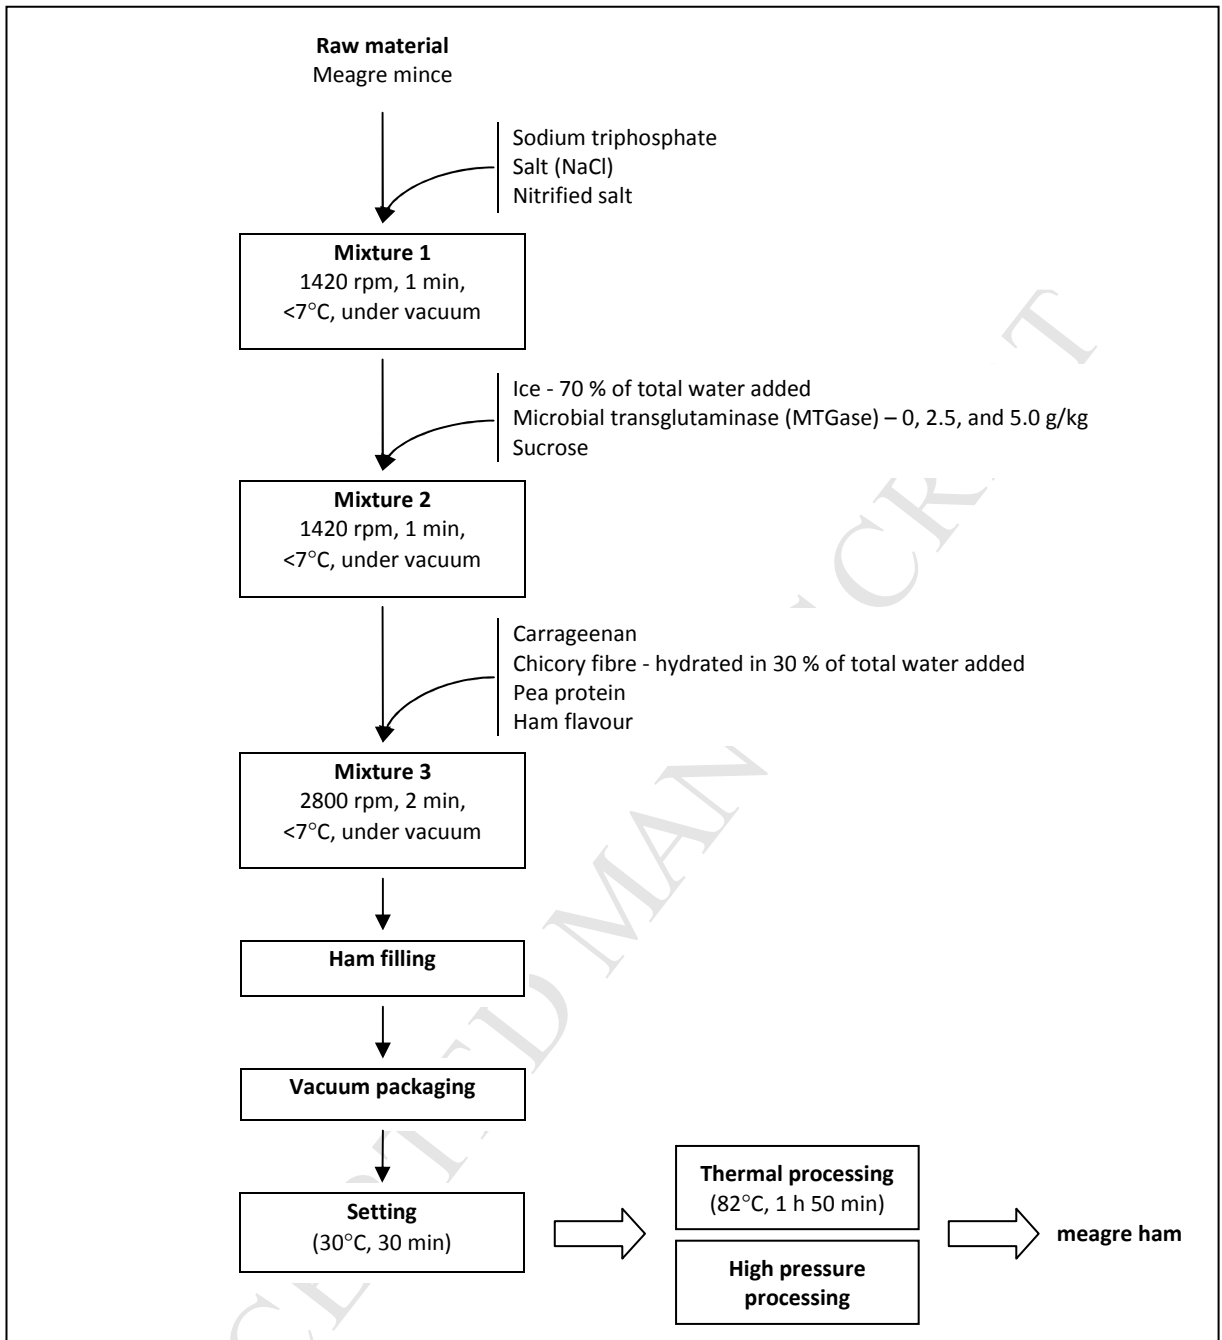 Raw material
Meagre mince
Sodium triphosphate
Salt (NaCl)
Nitrified salt
Mixture 1
1420 rpm, 1 min,
<7°C, under vacuum
Ice - 70 % of total water added
Microbial transglutaminase (MTGase) – 0, 2.5, and 5.0 g/kg
Sucrose
Mixture 2
1420 rpm, 1 min,
<7°C, under vacuum
Carrageenan
Chicory fibre - hydrated in 30 % of total water added
Pea protein
Ham flavour
Mixture 3
2800 rpm, 2 min,
<7°C, under vacuum
Ham filling
Vacuum packaging
Setting
(30°C, 30 min)
Thermal processing
(82°C, 1 h 50 min)
High pressure
processing
meagre ham